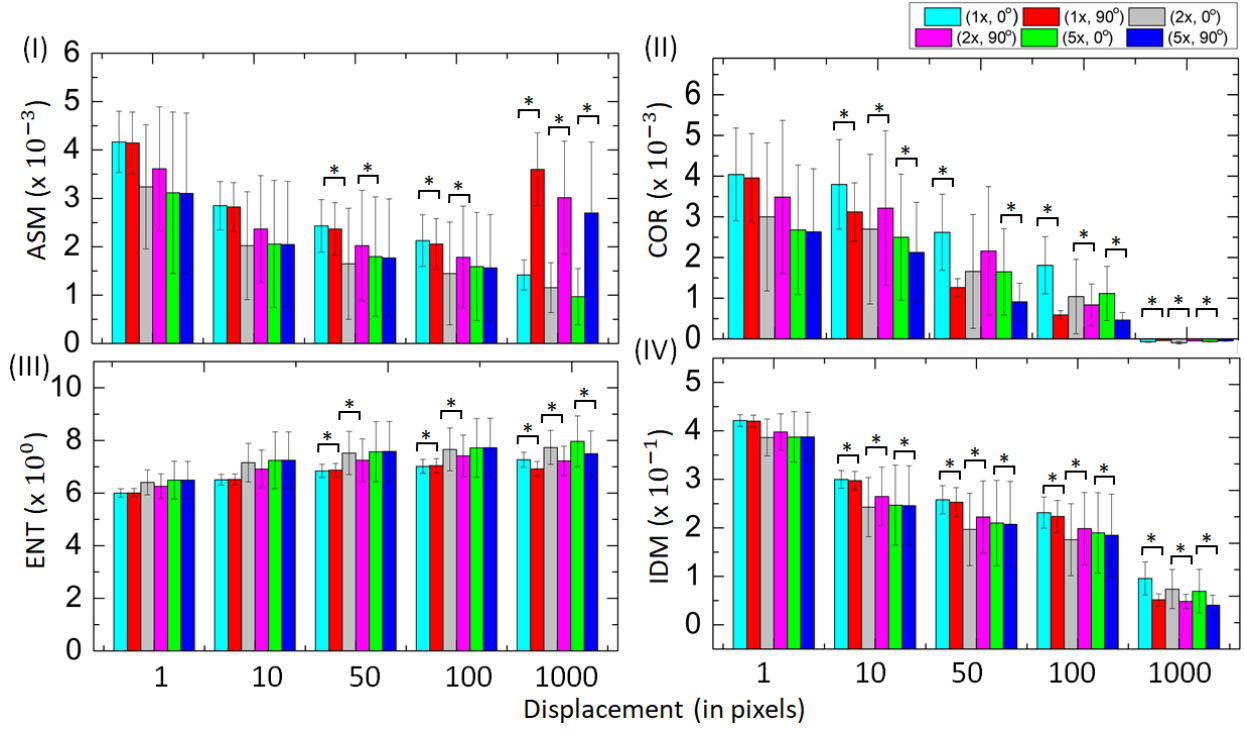 (1x, 0°) (1x, 90°) (2x, 0°)
(2x, 90°) (5x, 0°) (5x, 90°)
(I)
ASM (x 10⁻³)
6
5
4
3
2
1
0
* * * * * * *
(II)
COR (x 10⁻³)
6
5
4
3
2
1
0
* * * * * * * * * * *
(III)
ENT (x 10⁰)
10
8
6
4
2
0
* * * * * * *
1 10 50 100 1000
(IV)
IDM (x 10⁻¹)
5
4
3
2
1
0
* * * * * * * * * * * *
1 10 50 100 1000
Displacement (in pixels)